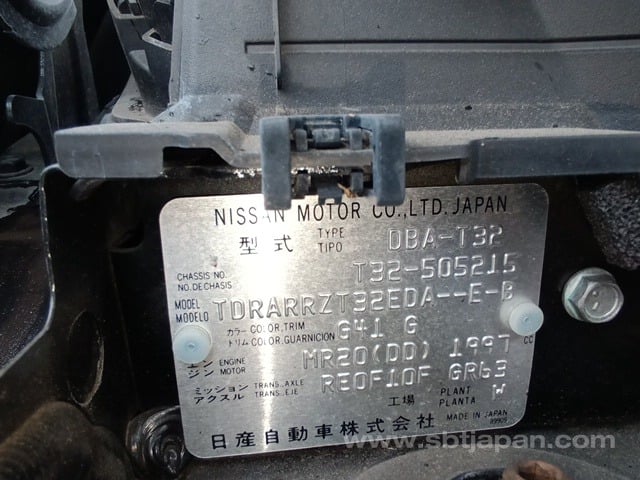 NISSAN MOTOR CO.,LTD. JAPAN
型式 TYPE TIPO DBA-T32
CHASSIS NO. NO. DE CHASIS T32-505215
MODEL MODELO TDRARRZT32EDA--E-B
カラー トリム COLOR, TRIM COLOR, GUARNICION G41 G
エンジン ENGINE MOTOR MR20(DD) 1997 CC
ミッション アクスル TRANS., AXLE TRANS., EJE RE0F10F GR63
工場 PLANT PLANTA W
日産自動車株式会社 MADE IN JAPAN
www.sbtjapan.com